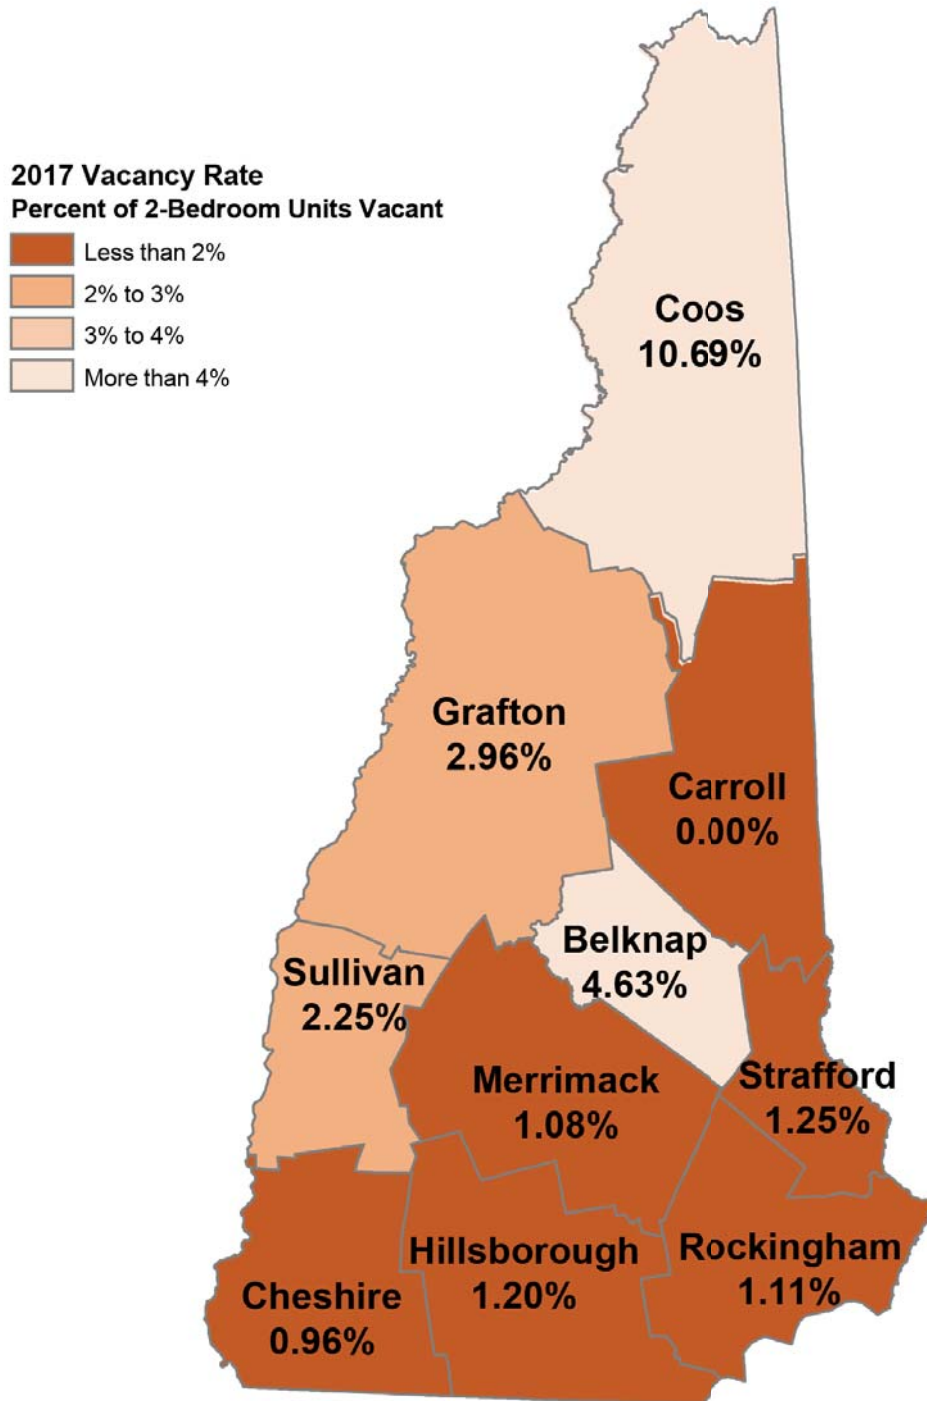 2017 Vacancy Rate
Percent of 2-Bedroom Units Vacant
Less than 2%
2% to 3%
3% to 4%
More than 4%
Coos
10.69%
Grafton
2.96%
Carroll
0.00%
Belknap
4.63%
Sullivan
2.25%
Merrimack
1.08%
Strafford
1.25%
Hillsborough
1.20%
Rockingham
1.11%
Cheshire
0.96%